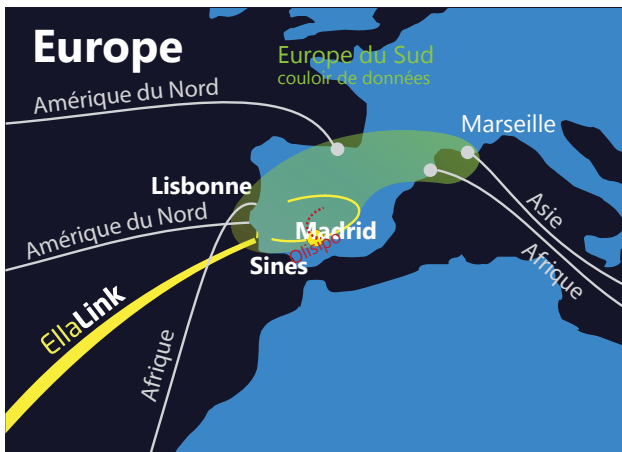 Europe
Europe du Sud
couloir de données
Amérique du Nord
Marseille
Lisbonne
Asie
Amérique du Nord
Madrid
Olisipo
Afrique
Sines
EllaLink
Afrique